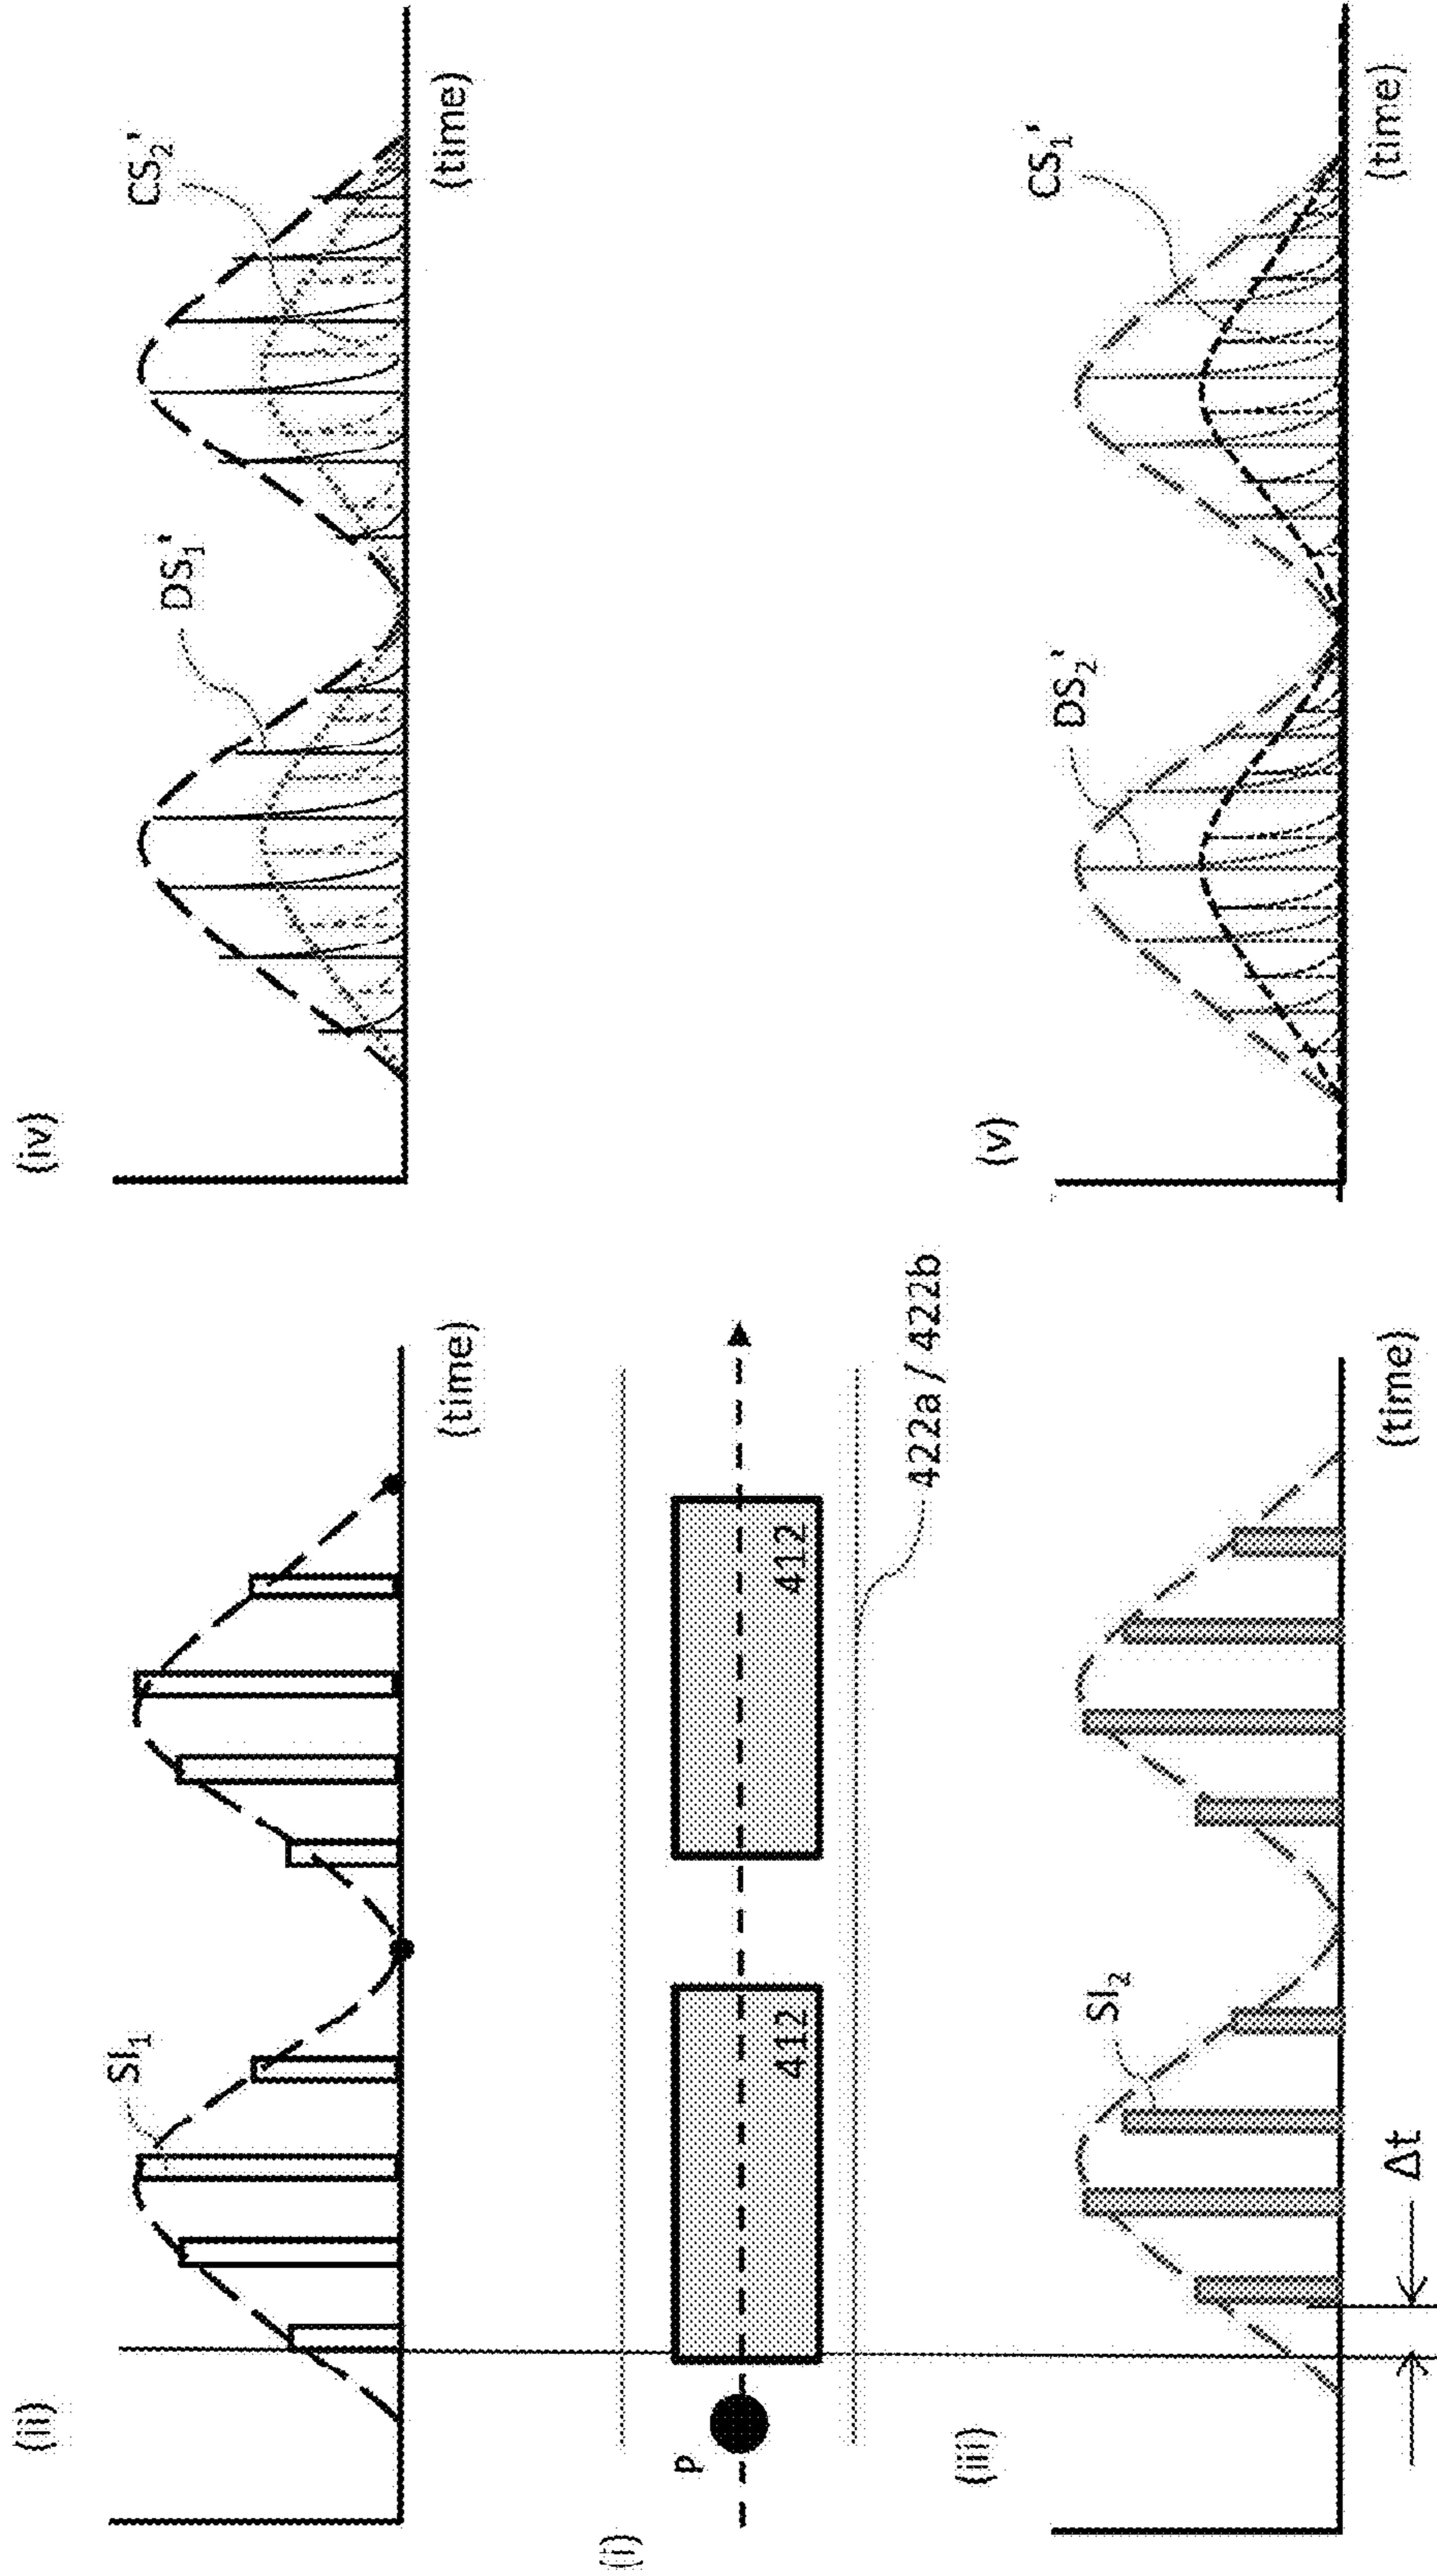 (ii)
SI₁
(time)
(i)
P
412
412
422a / 422b
(iii)
SI₂
Δt
(time)
(iv)
DS₁'
CS₂'
(time)
(v)
DS₂'
CS₁'
(time)